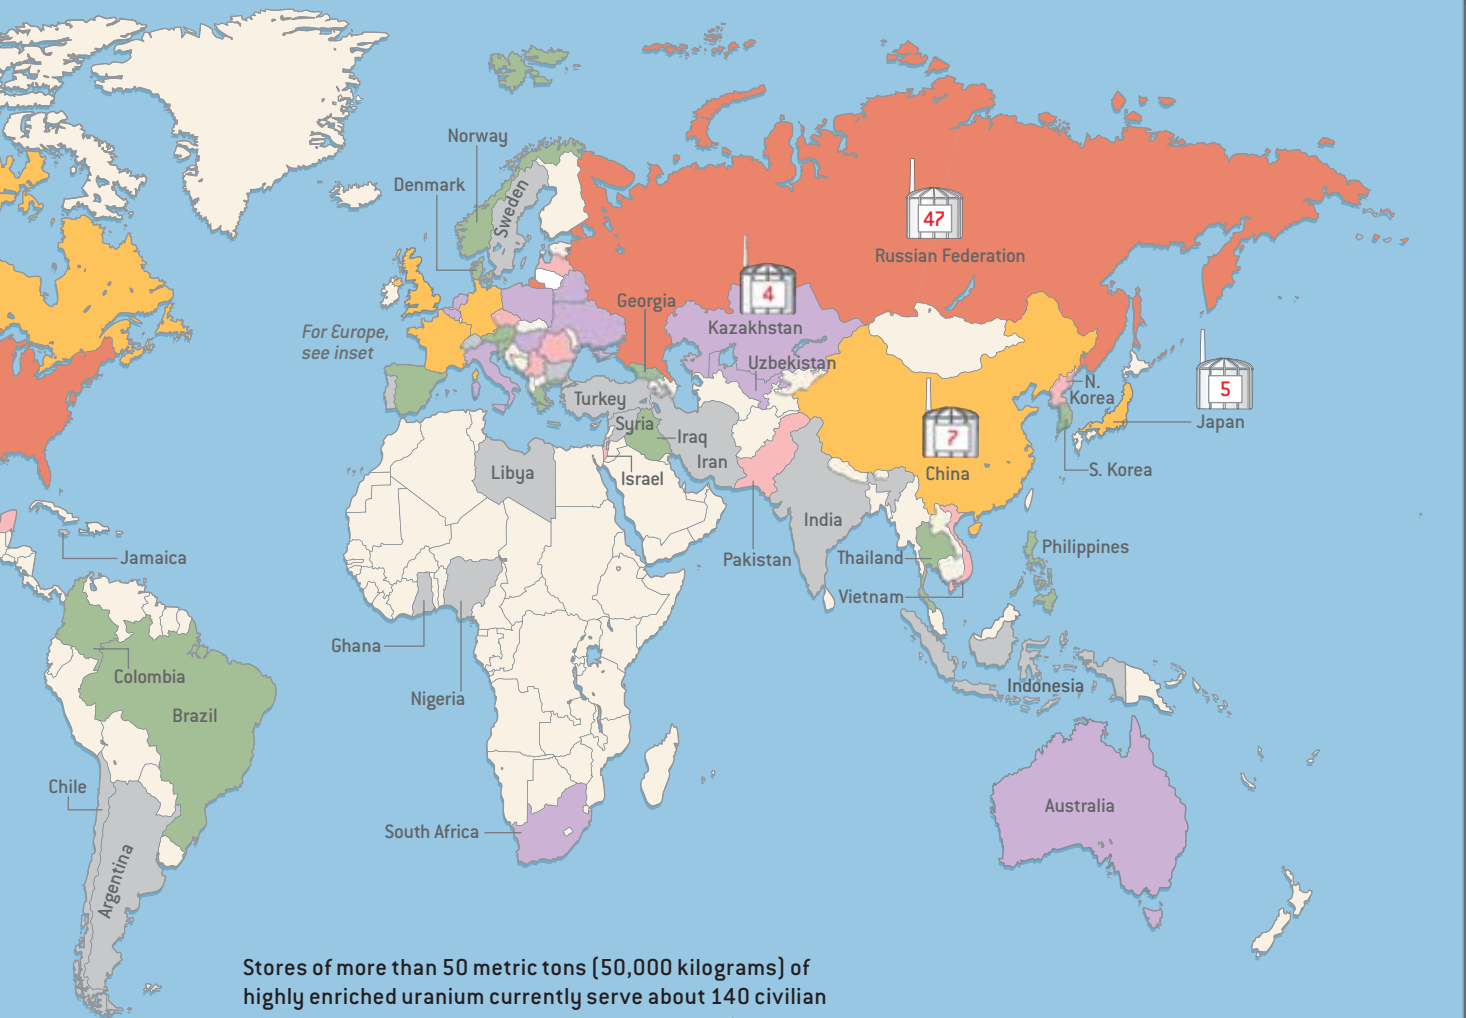 Norway
Denmark
Sweden
47
Russian Federation
4
Georgia
Kazakhstan
For Europe,
see inset
Uzbekistan
5
N.
Korea
Turkey
Japan
Syria
Iraq
7
Iran
S. Korea
Libya
Israel
China
India
Jamaica
Pakistan
Thailand
Philippines
Vietnam
Ghana
Colombia
Nigeria
Indonesia
Brazil
Chile
Australia
South Africa
Argentina
Stores of more than 50 metric tons (50,000 kilograms) of
highly enriched uranium currently serve about 140 civilian